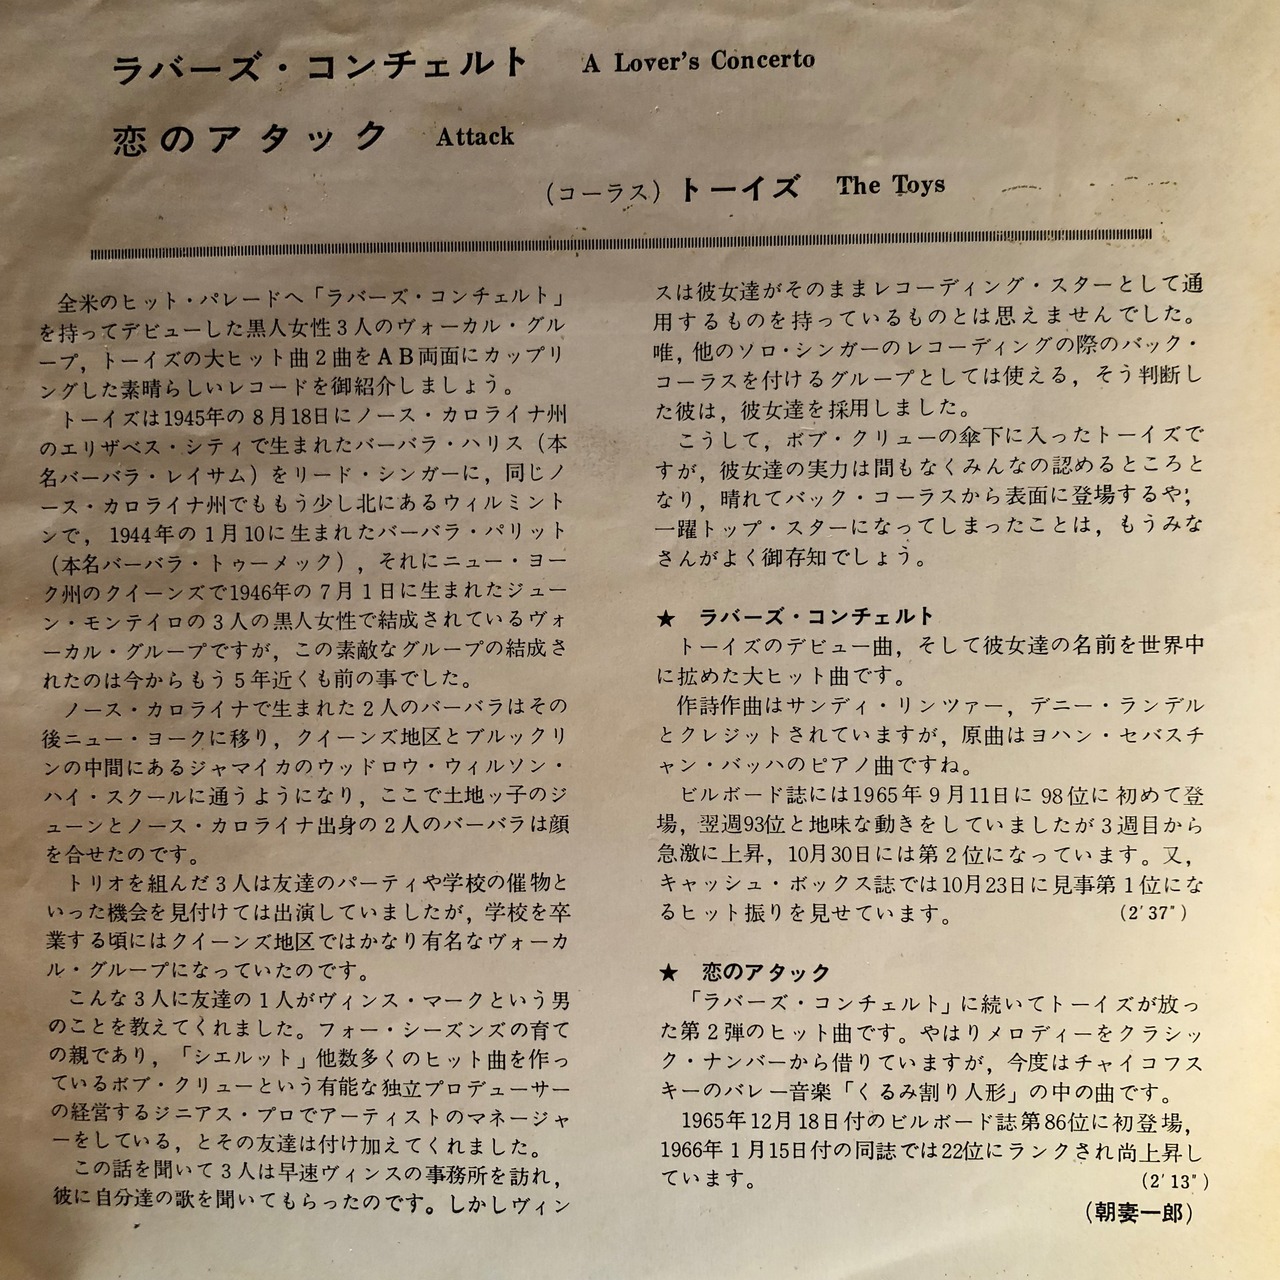 ラバーズ・コンチェルト A Lover's Concerto
恋のアタック Attack
(コーラス) トーイズ The Toys
全米のヒット・パレードへ「ラバーズ・コンチェルト」
を持ってデビューした黒人女性3人のヴォーカル・グル
ープ，トーイズの大ヒット曲2曲をAB両面にカップリ
ングした素晴らしいレコードを御紹介しましょう。
トーイズは1945年の8月18日にノース・カロライナ州
のエリザベス・シティで生まれたバーバラ・ハリス（本
名バーバラ・レイサム）をリード・シンガーに，同じノ
ース・カロライナ州でももう少し北にあるウィルミント
ンで，1944年の1月10に生まれたバーバラ・パリット
（本名バーバラ・トゥーメック），それにニュー・ヨー
ク州のクイーンズで1946年の7月1日に生まれたジュー
ン・モンテイロの3人の黒人女性で結成されているヴォ
ーカル・グループですが，この素敵なグループの結成さ
れたのは今からもう5年近くも前の事でした。
ノース・カロライナで生まれた2人のバーバラはその
後ニュー・ヨークに移り，クイーンズ地区とブルックリ
ンの中間にあるジャマイカのウッドロウ・ウィルソン・
ハイ・スクールに通うようになり，ここで土地ッ子のジ
ューンとノース・カロライナ出身の2人のバーバラは顔
を合せたのです。
トリオを組んだ3人は友達のパーティや学校の催物と
いった機会を見付けては出演していましたが，学校を卒
業する頃にはクイーンズ地区ではかなり有名なヴォーカ
ル・グループになっていたのです。
こんな3人に友達の1人がヴィンス・マークという男
のことを教えてくれました。フォー・シーズンズの育て
の親であり，「シエルット」他数多くのヒット曲を作っ
ているボブ・クリューという有能な独立プロデューサー
の経営するジニアス・プロでアーティストのマネージャ
ーをしている，とその友達は付け加えてくれました。
この話を聞いて3人は早速ヴィンスの事務所を訪れ，
彼に自分達の歌を聞いてもらったのです。しかしヴィン
スは彼女達がそのままレコーディング・スターとして通
用するものを持っているものとは思えませんでした。
唯，他のソロ・シンガーのレコーディングの際のバック・
コーラスを付けるグループとしては使える，そう判断し
た彼は，彼女達を採用しました。
こうして，ボブ・クリューの傘下に入ったトーイズで
すが，彼女達の実力は間もなくみんなの認めるところと
なり，晴れてバック・コーラスから表面に登場するや，
一躍トップ・スターになってしまったことは，もうみな
さんがよく御存知でしょう。
★ ラバーズ・コンチェルト
トーイズのデビュー曲，そして彼女達の名前を世界中
に拡めた大ヒット曲です。
作詩作曲はサンディ・リンツァー，デニー・ランデル
とクレジットされていますが，原曲はヨハン・セバスチ
ャン・バッハのピアノ曲ですね。
ビルボード誌には1965年9月11日に98位に初めて登
場，翌週93位と地味な動きをしていましたが3週目から
急激に上昇，10月30日には第2位になっています。又，
キャッシュ・ボックス誌では10月23日に見事第1位にな
るヒット振りを見せています。 (2'37")
★ 恋のアタック
「ラバーズ・コンチェルト」に続いてトーイズが放っ
た第2弾のヒット曲です。やはりメロディーをクラシッ
ク・ナンバーから借りていますが，今度はチャイコフス
キーのバレー音楽「くるみ割り人形」の中の曲です。
1965年12月18日付のビルボード誌第86位に初登場，
1966年1月15日付の同誌では22位にランクされ尚上昇し
ています。 (2'13")
(朝妻一郎)